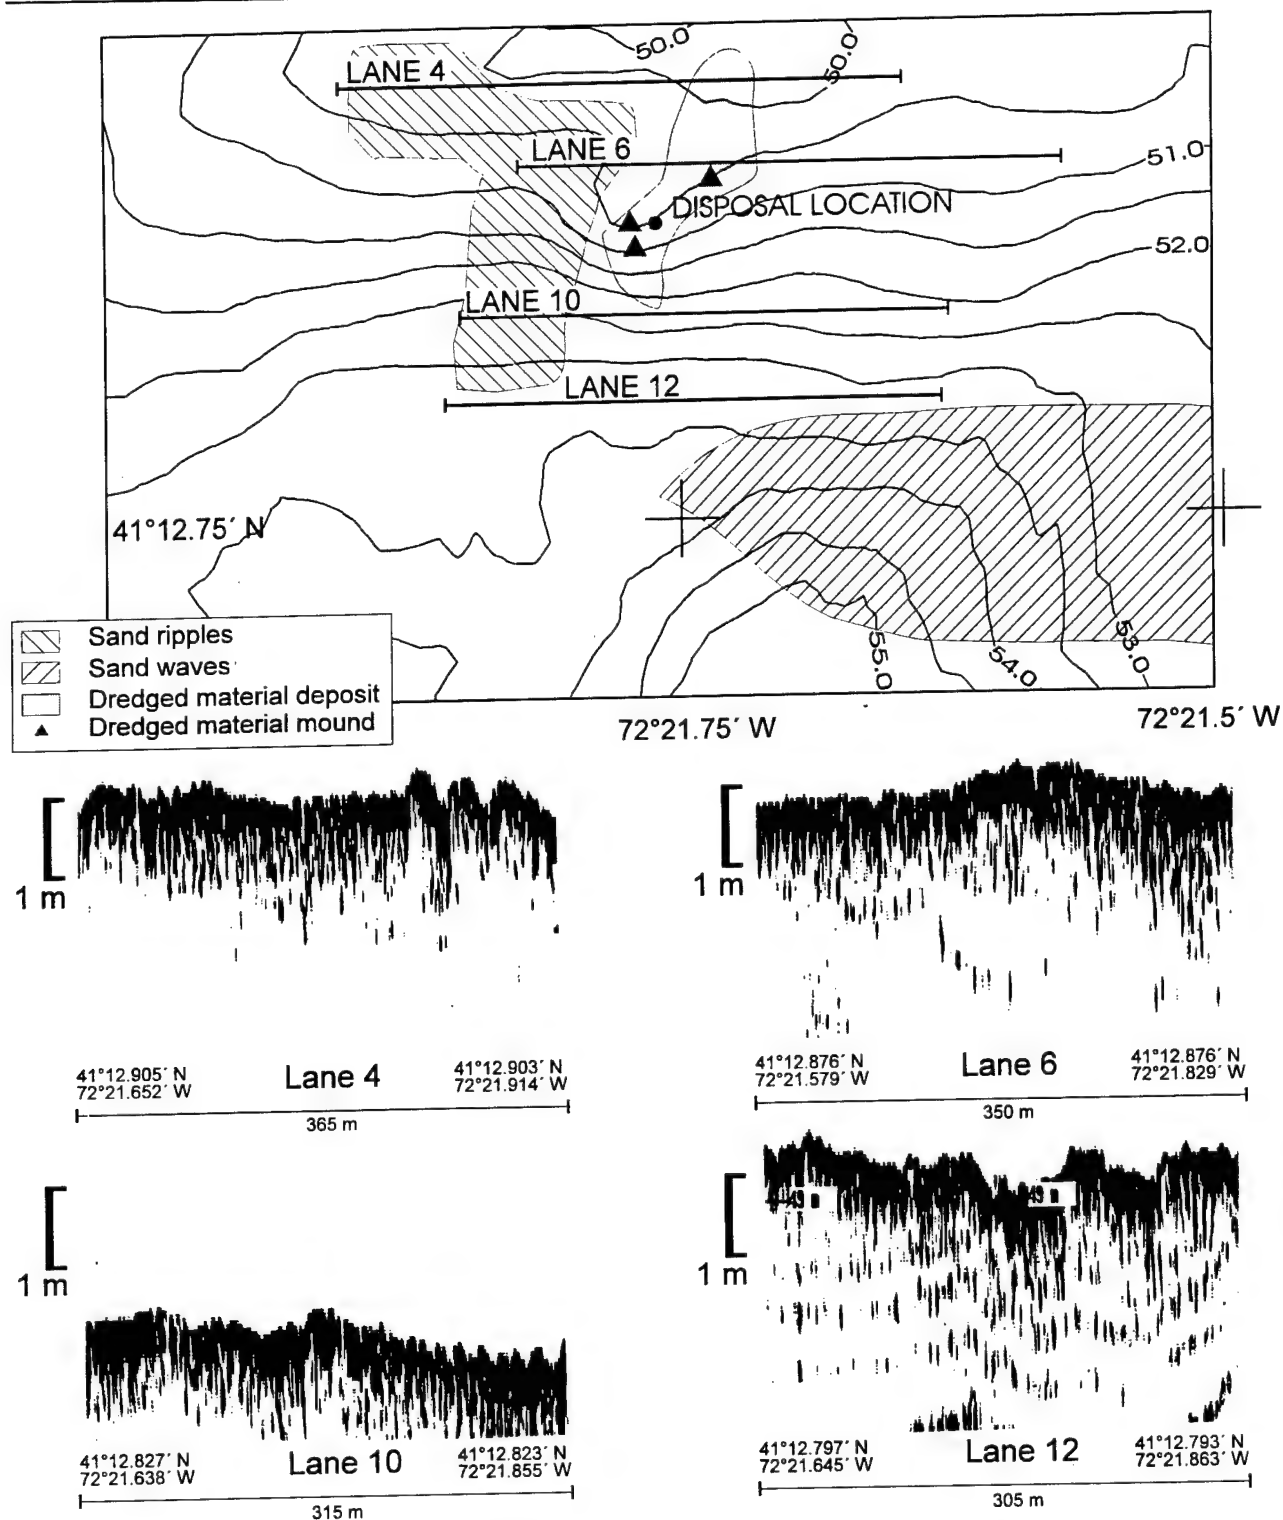 50.0
50.0
LANE 4
LANE 6
51.0
DISPOSAL LOCATION
52.0
LANE 10
LANE 12
41°12.75´ N
Sand ripples
Sand waves
Dredged material deposit
Dredged material mound
55.0
54.0
53.0
72°21.75´ W
72°21.5´ W
1 m
1 m
41°12.905´ N
72°21.652´ W
Lane 4
41°12.903´ N
72°21.914´ W
365 m
41°12.876´ N
72°21.579´ W
Lane 6
41°12.876´ N
72°21.829´ W
350 m
1 m
49 m
49 m
1 m
41°12.827´ N
72°21.638´ W
Lane 10
41°12.823´ N
72°21.855´ W
315 m
41°12.797´ N
72°21.645´ W
Lane 12
41°12.793´ N
72°21.863´ W
305 m